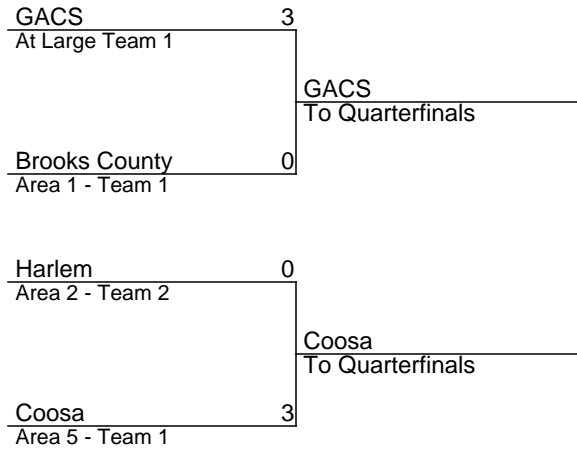 GACS 3
At Large Team 1
GACS
To Quarterfinals
Brooks County 0
Area 1 - Team 1
Harlem 0
Area 2 - Team 2
Coosa
To Quarterfinals
Coosa 3
Area 5 - Team 1